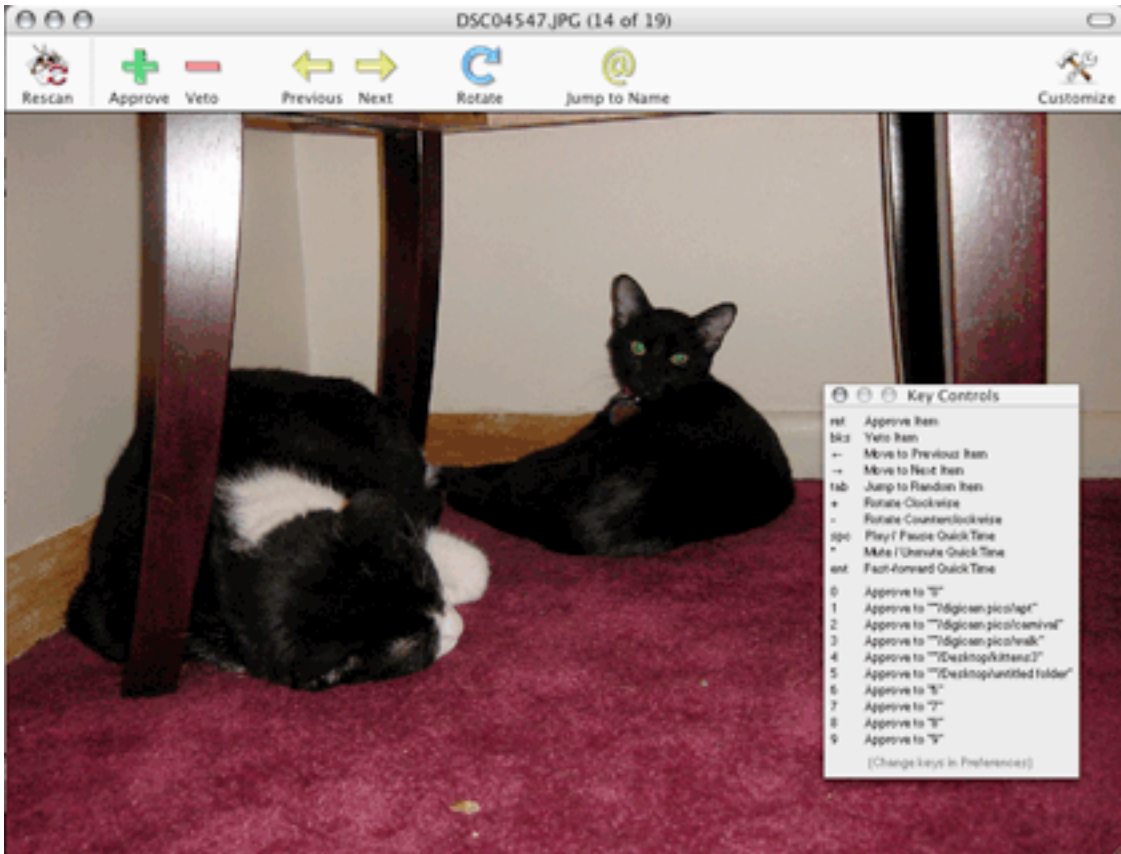 DSC04547.JPG (14 of 19)
Rescan Approve Veto Previous Next Rotate @ Jump to Name Customize
Key Controls
ret Approve Item
bks Veto Item
← Move to Previous Item
→ Move to Next Item
tab Jump to Random Item
+ Rotate Clockwise
- Rotate Counterclockwise
spc Play / Pause QuickTime
* Mute / Unmute QuickTime
ent Fast-forward QuickTime
0 Approve to "0"
1 Approve to "~/digicam pics/apt"
2 Approve to "~/digicam pics/carnival"
3 Approve to "~/digicam pics/walk"
4 Approve to "~/Desktop/kittens3"
5 Approve to "~/Desktop/untitled folder"
6 Approve to "6"
7 Approve to "7"
8 Approve to "8"
9 Approve to "9"
(Change keys in Preferences)